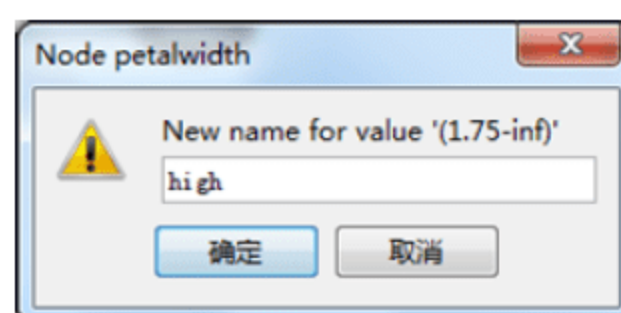 Node petalwidth
New name for value '(1.75-inf)'
high
确定 取消